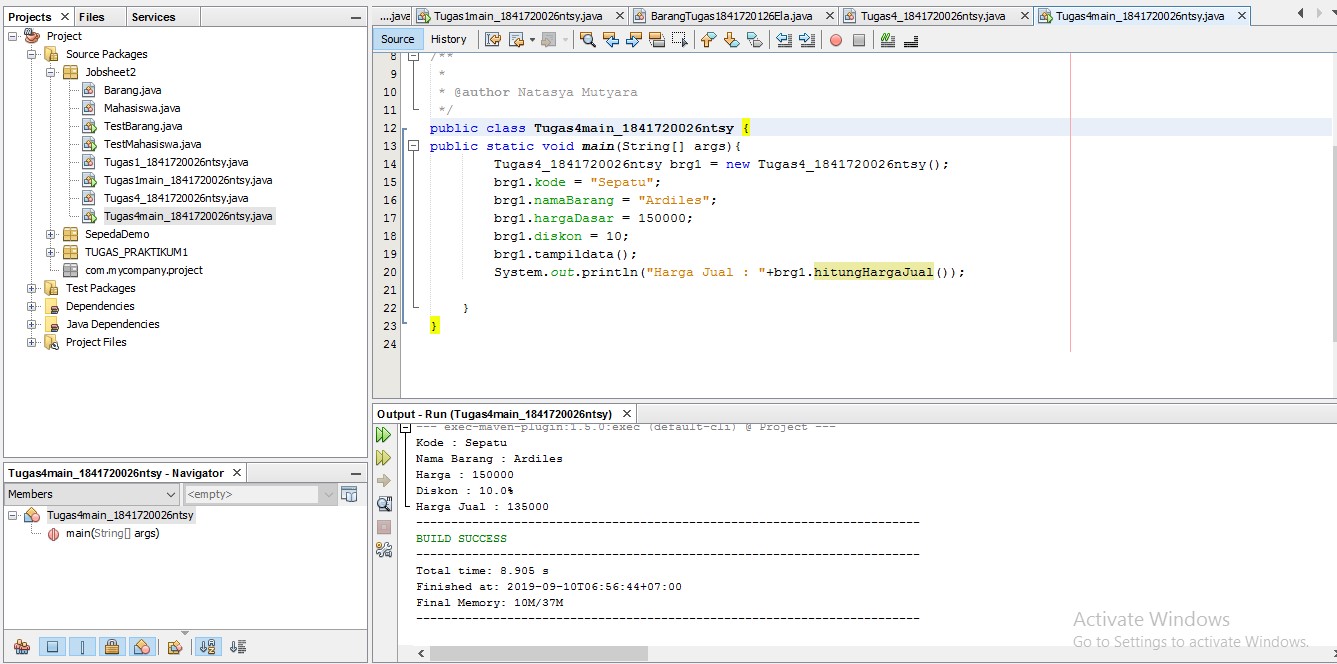 Projects
Files
Services
Project
Source Packages
Jobsheet2
Barang.java
Mahasiswa.java
TestBarang.java
TestMahasiswa.java
Tugas1_1841720026ntsy.java
Tugas1main_1841720026ntsy.java
Tugas4_1841720026ntsy.java
Tugas4main_1841720026ntsy.java
SepedaDemo
TUGAS_PRAKTIKUM1
com.mycompany.project
Test Packages
Dependencies
Java Dependencies
Project Files
Tugas4main_1841720026ntsy - Navigator
Members
<empty>
Tugas4main_1841720026ntsy
main(String[] args)
....java
Tugas1main_1841720026ntsy.java
BarangTugas1841720126Ela.java
Tugas4_1841720026ntsy.java
Tugas4main_1841720026ntsy.java
Source
History
8 /**
9 *
10 * @author Natasya Mutyara
11 */
12 public class Tugas4main_1841720026ntsy {
13 public static void main(String[] args){
14 Tugas4_1841720026ntsy brg1 = new Tugas4_1841720026ntsy();
15 brg1.kode = "Sepatu";
16 brg1.namaBarang = "Ardiles";
17 brg1.hargaDasar = 150000;
18 brg1.diskon = 10;
19 brg1.tampildata();
20 System.out.println("Harga Jual : "+brg1.hitungHargaJual());
21
22 }
23 }
24
Output - Run (Tugas4main_1841720026ntsy)
--- exec-maven-plugin:1.5.0:exec (default-cli) @ Project ---
Kode : Sepatu
Nama Barang : Ardiles
Harga : 150000
Diskon : 10.0%
Harga Jual : 135000
------------------------------------------------------------------------
BUILD SUCCESS
------------------------------------------------------------------------
Total time: 8.905 s
Finished at: 2019-09-10T06:56:44+07:00
Final Memory: 10M/37M
------------------------------------------------------------------------
Activate Windows
Go to Settings to activate Windows.